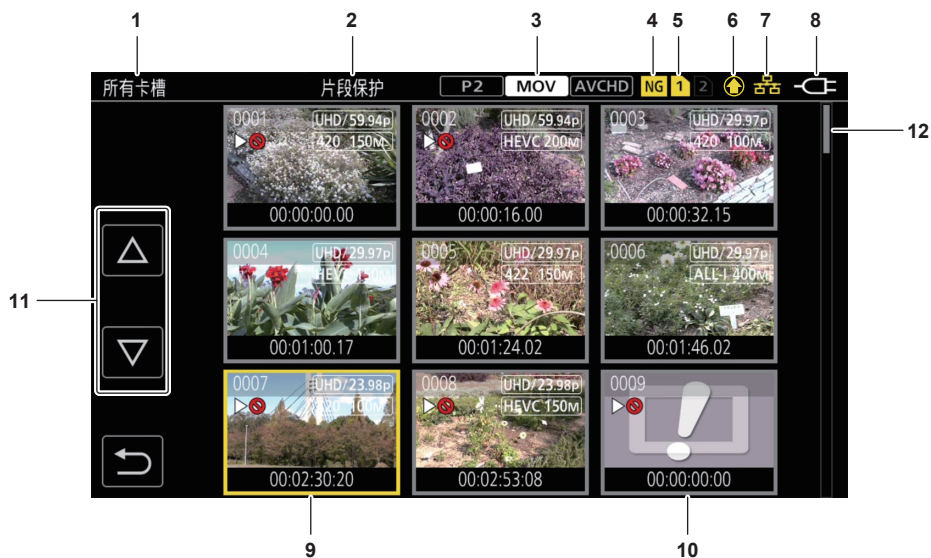 1 2 3 4 5 6 7 8
所有卡槽 片段保护 P2 MOV AVCHD NG 1 2
12
0001 UHD/59.94p 0002 UHD/59.94p 0003 UHD/29.97p
420 150M HEVC 200M 420 100M
00:00:00.00 00:00:16.00 00:00:32.15
0004 UHD/29.97p 0005 UHD/29.97p 0006 UHD/29.97p
HEVC 150M 422 150M ALL-I 400M
11
00:01:00.17 00:01:24.02 00:01:46.02
0007 UHD/23.98p 0008 UHD/23.98p 0009
420 100M HEVC 150M
00:02:30:20 00:02:53:08 00:00:00:00
9 10